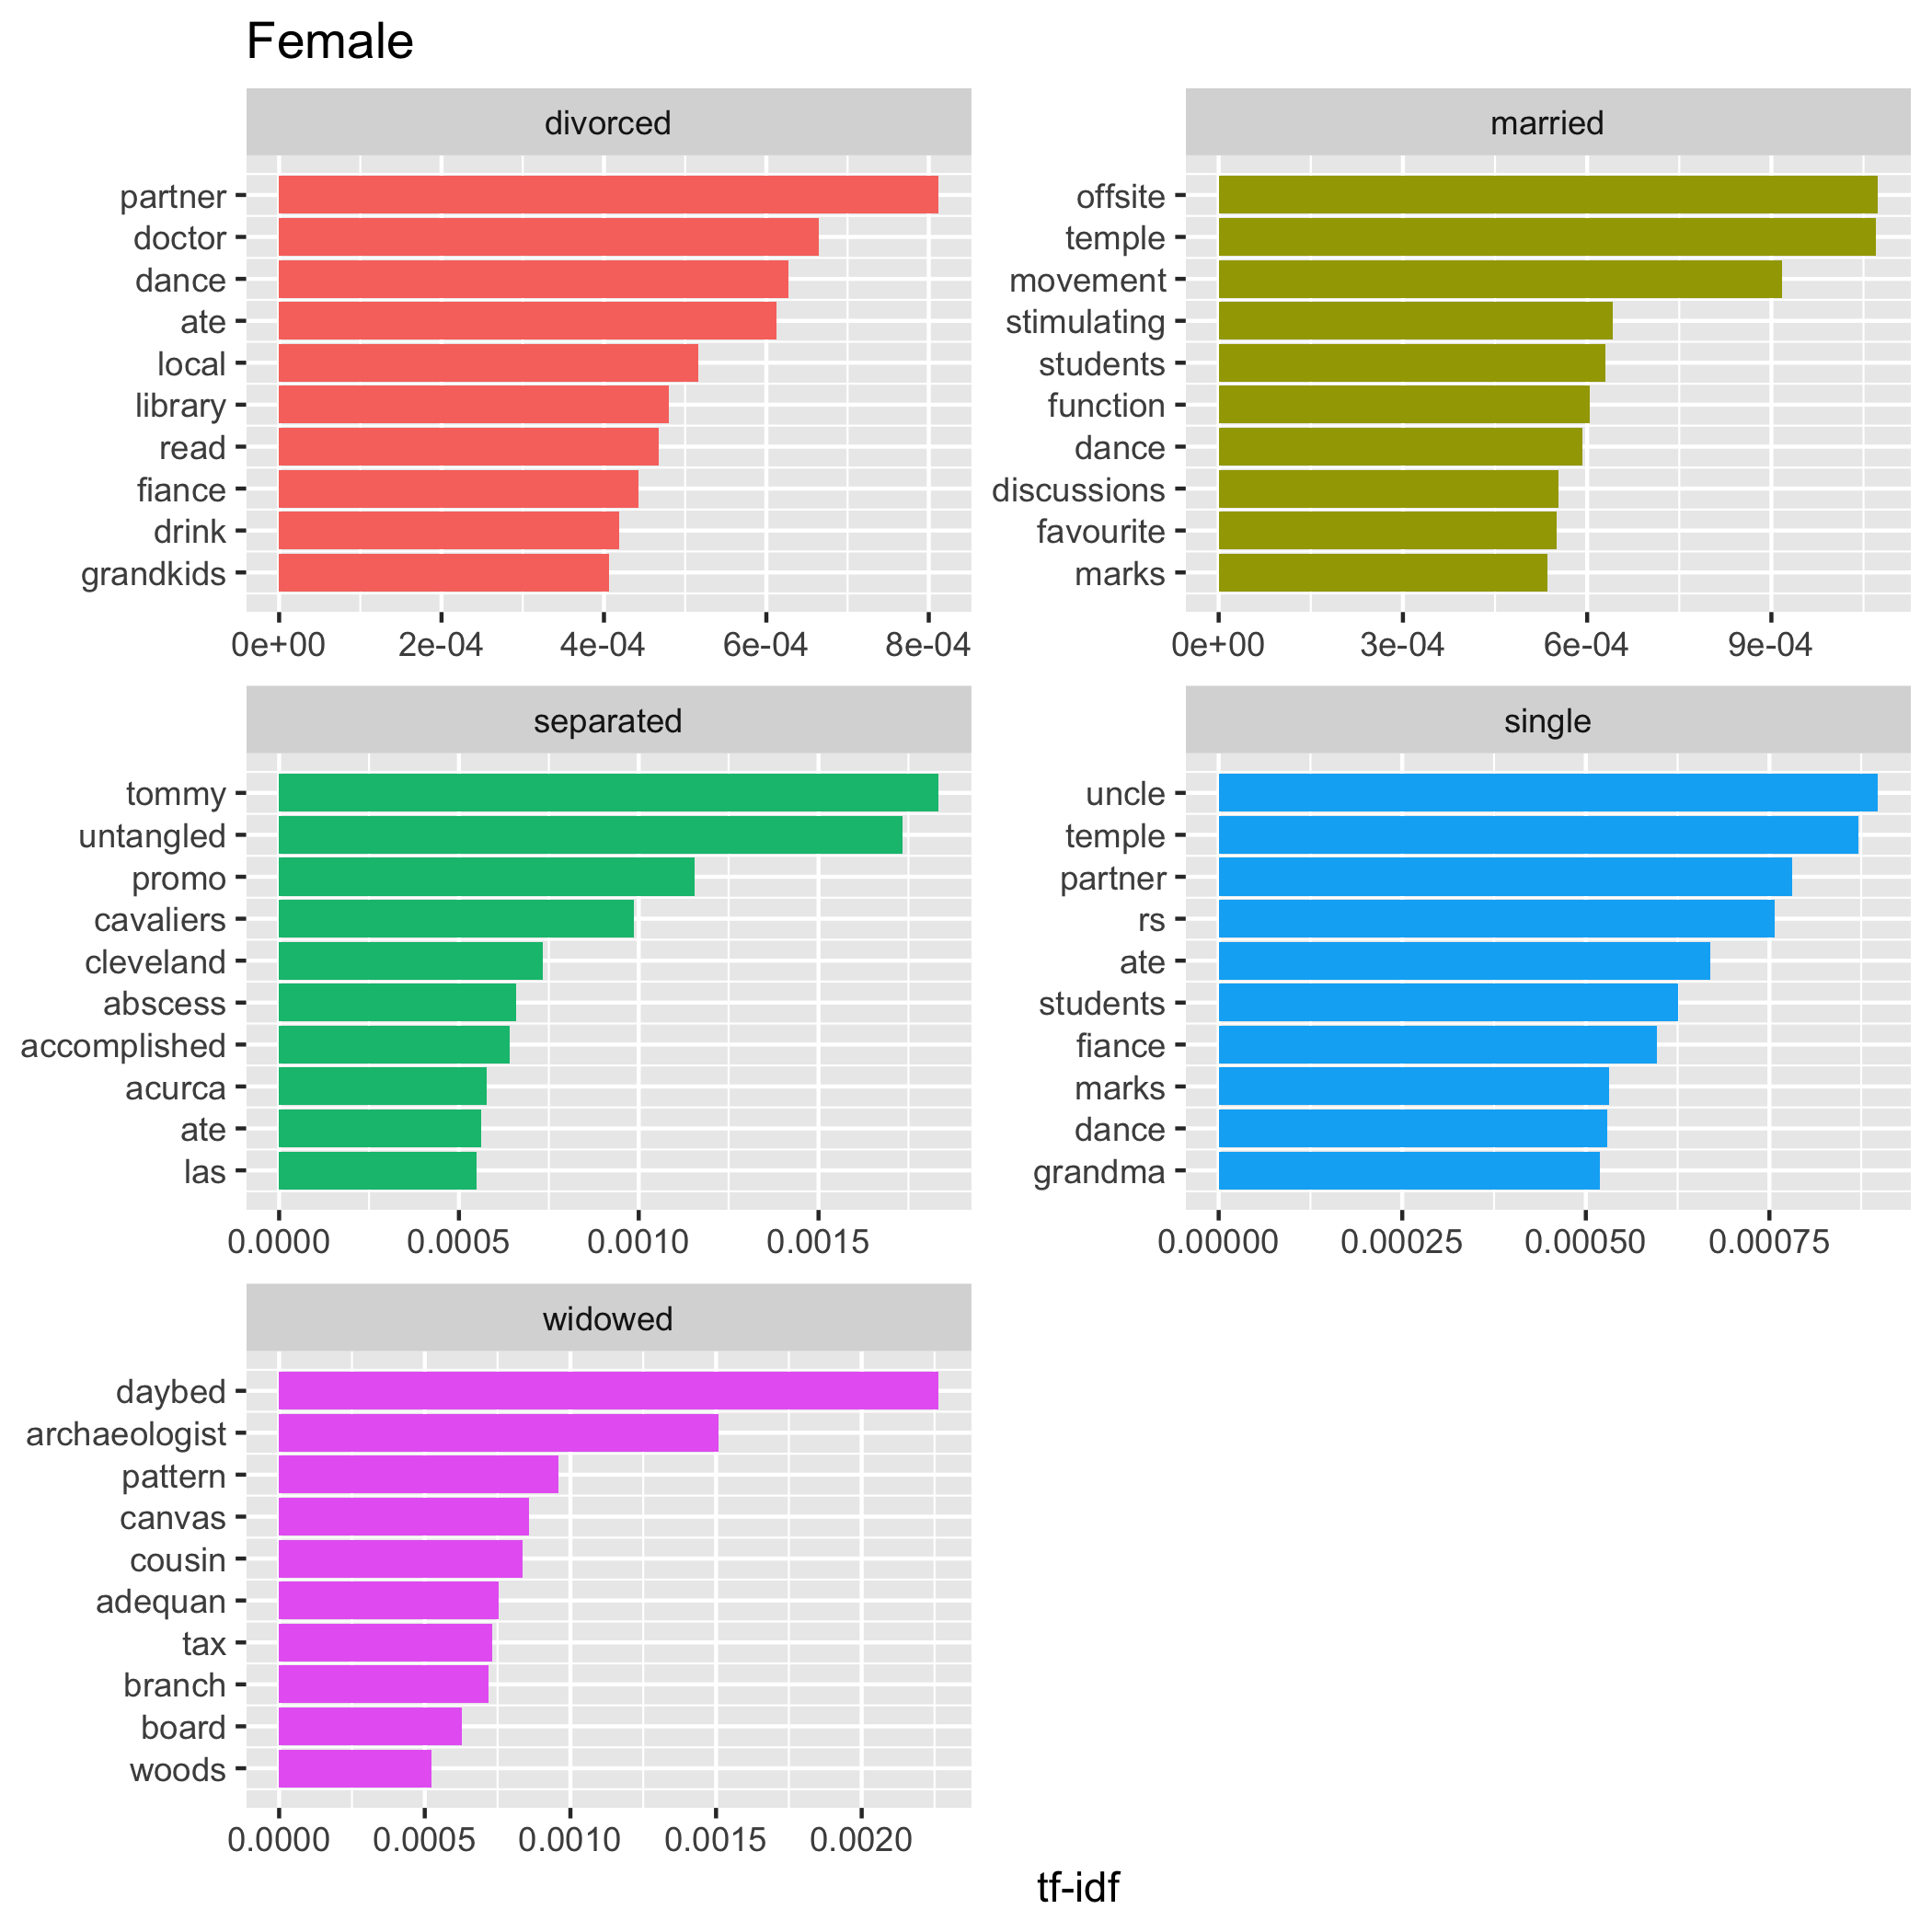 Female
divorced
partner
doctor
dance
ate
local
library
read
fiance
drink
grandkids
0e+00 2e-04 4e-04 6e-04 8e-04
married
offsite
temple
movement
stimulating
students
function
dance
discussions
favourite
marks
0e+00 3e-04 6e-04 9e-04
separated
tommy
untangled
promo
cavaliers
cleveland
abscess
accomplished
acurca
ate
las
0.0000 0.0005 0.0010 0.0015
single
uncle
temple
partner
rs
ate
students
fiance
marks
dance
grandma
0.00000 0.00025 0.00050 0.00075
widowed
daybed
archaeologist
pattern
canvas
cousin
adequan
tax
branch
board
woods
0.0000 0.0005 0.0010 0.0015 0.0020
tf-idf